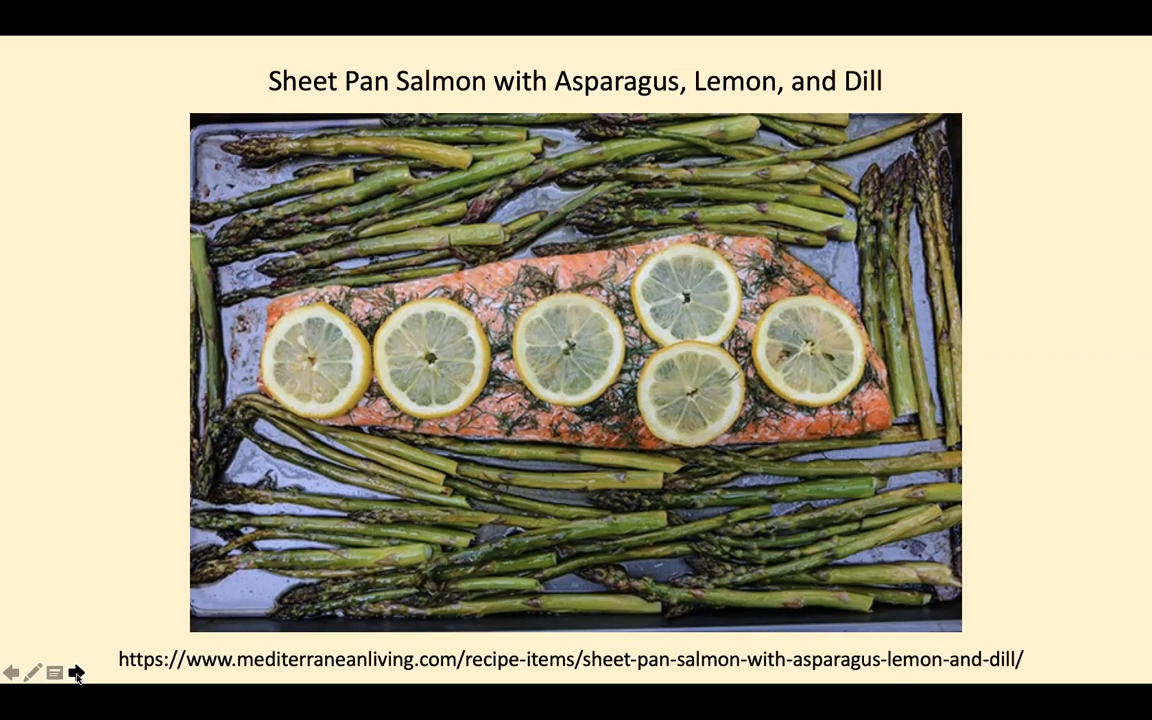 Sheet Pan Salmon with Asparagus, Lemon, and Dill
https://www.mediterraneanliving.com/recipe-items/sheet-pan-salmon-with-asparagus-lemon-and-dill/